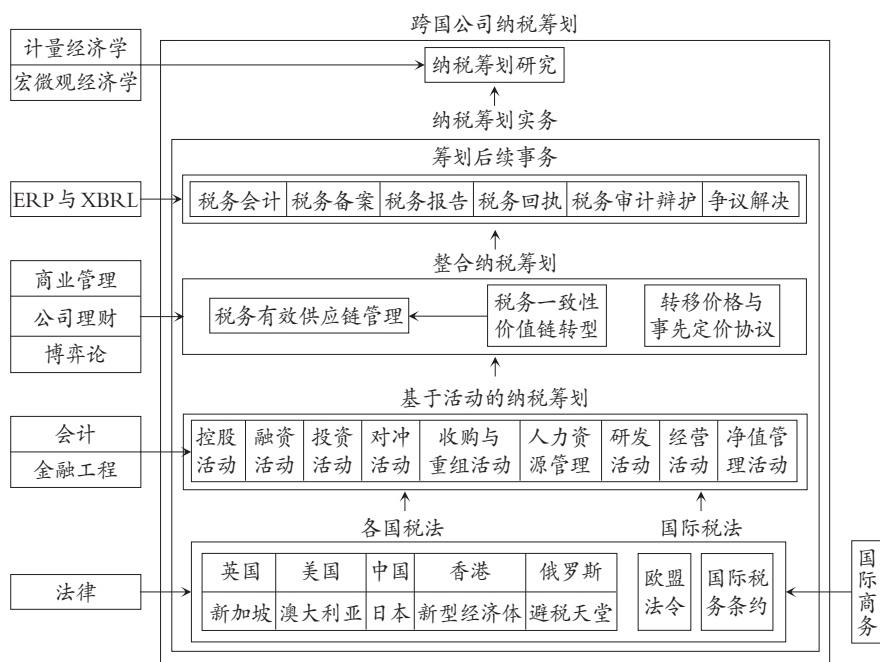 跨国公司纳税筹划
计量经济学
宏微观经济学
纳税筹划研究
纳税筹划实务
筹划后续事务
ERP与XBRL
税务会计 税务备案 税务报告 税务回执 税务审计辩护 争议解决
整合纳税筹划
商业管理
公司理财
博弈论
税务有效供应链管理
税务一致性
价值链转型
转移价格与
事先定价协议
基于活动的纳税筹划
会计
金融工程
控股 融资 投资 对冲 收购与 人力资 研发 经营 净值管
活动 活动 活动 活动 重组活动 源管理 活动 活动 理活动
各国税法
国际税法
法律
英国 美国 中国 香港 俄罗斯
新加坡 澳大利亚 日本 新型经济体 避税天堂
欧盟
法令
国际税
务条约
国际商务